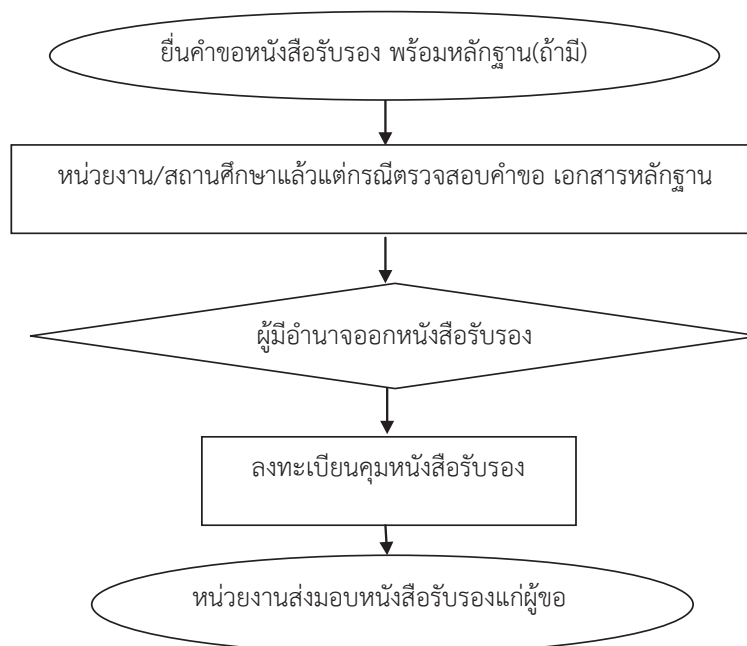 ยื่นคำขอหนังสือรับรอง พร้อมหลักฐาน(ถ้ามี)
หน่วยงาน/สถานศึกษาแล้วแต่กรณีตรวจสอบคำขอ เอกสารหลักฐาน
ผู้มีอำนาจออกหนังสือรับรอง
ลงทะเบียนคุมหนังสือรับรอง
หน่วยงานส่งมอบหนังสือรับรองแก่ผู้ขอ